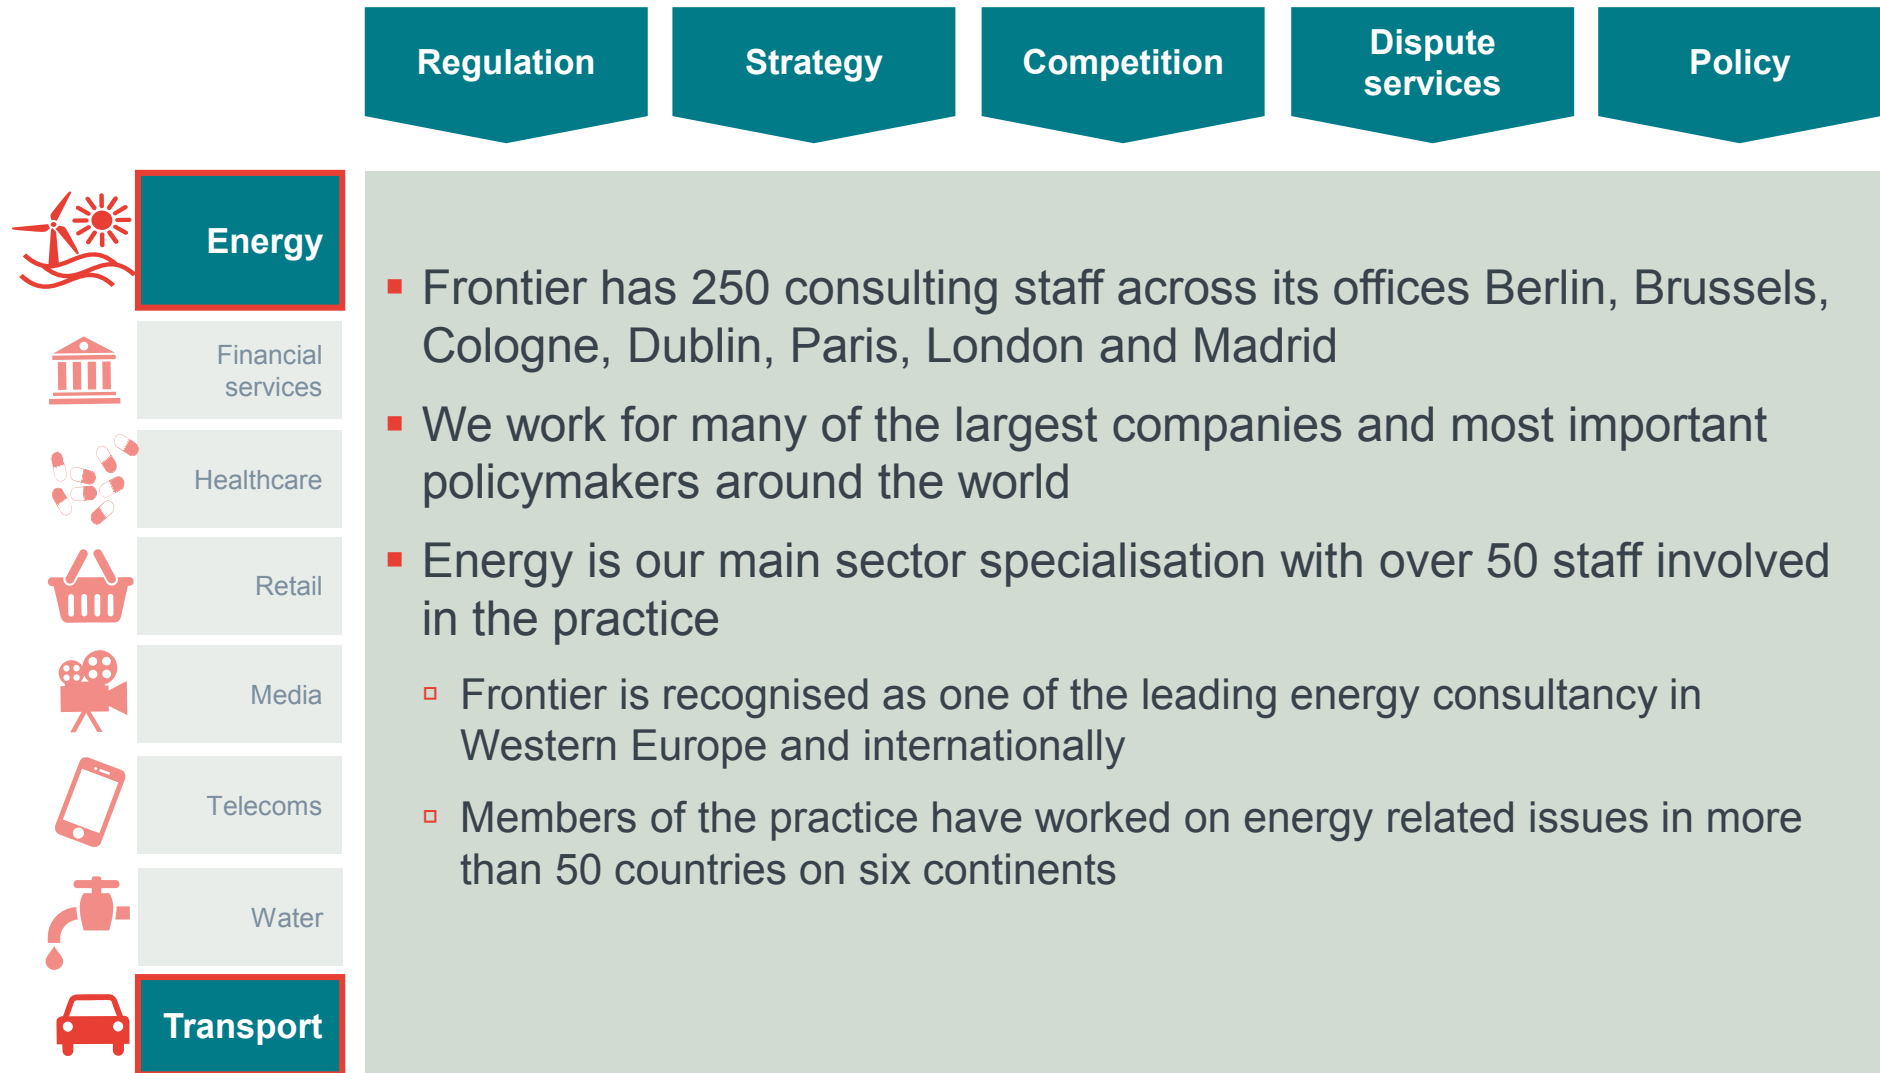 Regulation
Strategy
Competition
Dispute
services
Policy
Energy
Financial
services
Healthcare
Retail
Media
Telecoms
Water
Transport
▪ Frontier has 250 consulting staff across its offices Berlin, Brussels,
Cologne, Dublin, Paris, London and Madrid
▪ We work for many of the largest companies and most important
policymakers around the world
▪ Energy is our main sector specialisation with over 50 staff involved
in the practice
▫ Frontier is recognised as one of the leading energy consultancy in
Western Europe and internationally
▫ Members of the practice have worked on energy related issues in more
than 50 countries on six continents